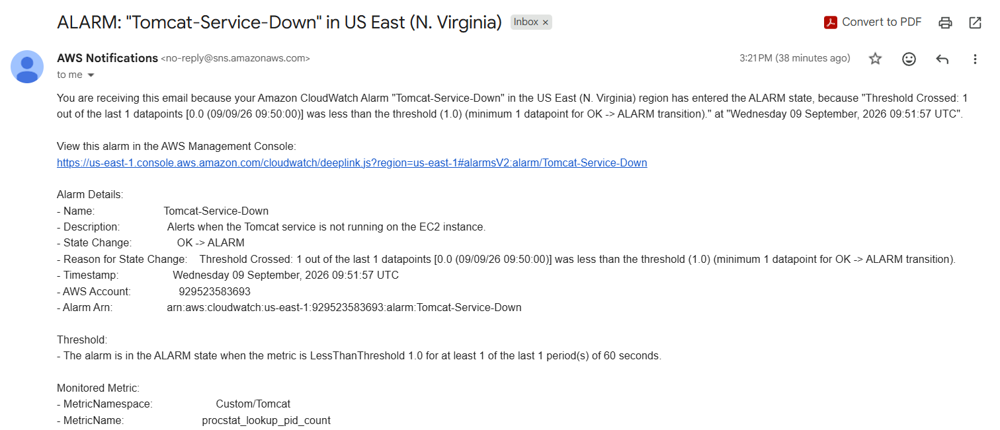 ALARM: "Tomcat-Service-Down" in US East (N. Virginia) Inbox ×
Convert to PDF
AWS Notifications <no-reply@sns.amazonaws.com>
3:21 PM (38 minutes ago)
to me
You are receiving this email because your Amazon CloudWatch Alarm "Tomcat-Service-Down" in the US East (N. Virginia) region has entered the ALARM state, because "Threshold Crossed: 1
out of the last 1 datapoints [0.0 (09/09/26 09:50:00)] was less than the threshold (1.0) (minimum 1 datapoint for OK -> ALARM transition)." at "Wednesday 09 September, 2026 09:51:57 UTC".
View this alarm in the AWS Management Console:
https://us-east-1.console.aws.amazon.com/cloudwatch/deeplink.js?region=us-east-1#alarmsV2:alarm/Tomcat-Service-Down
Alarm Details:
- Name: Tomcat-Service-Down
- Description: Alerts when the Tomcat service is not running on the EC2 instance.
- State Change: OK -> ALARM
- Reason for State Change: Threshold Crossed: 1 out of the last 1 datapoints [0.0 (09/09/26 09:50:00)] was less than the threshold (1.0) (minimum 1 datapoint for OK -> ALARM transition).
- Timestamp: Wednesday 09 September, 2026 09:51:57 UTC
- AWS Account: 929523583693
- Alarm Arn: arn:aws:cloudwatch:us-east-1:929523583693:alarm:Tomcat-Service-Down
Threshold:
- The alarm is in the ALARM state when the metric is LessThanThreshold 1.0 for at least 1 of the last 1 period(s) of 60 seconds.
Monitored Metric:
- MetricNamespace: Custom/Tomcat
- MetricName: procstat_lookup_pid_count